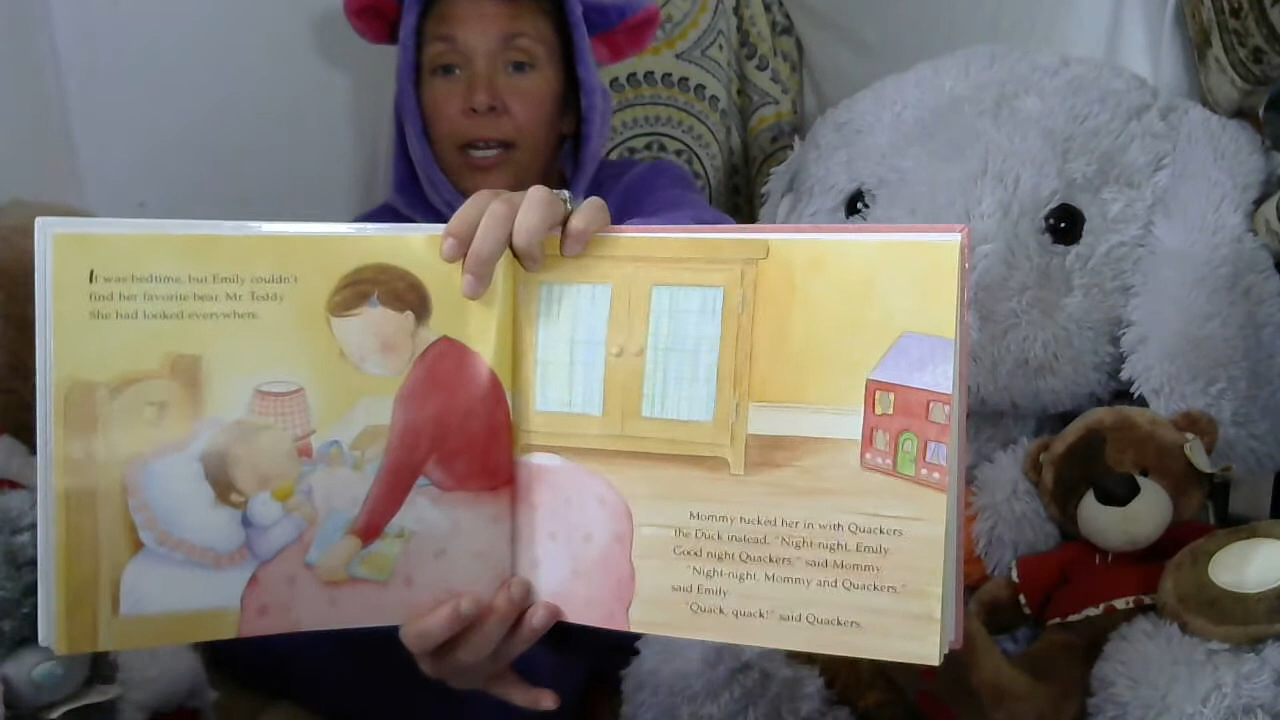 It was bedtime, but Emily couldn't
find her favorite bear, Mr. Teddy.
She had looked everywhere.
Mommy tucked her in with Quackers
the Duck instead. "Night-night, Emily.
Good night Quackers," said Mommy.
"Night-night, Mommy and Quackers,"
said Emily.
"Quack, quack!" said Quackers.